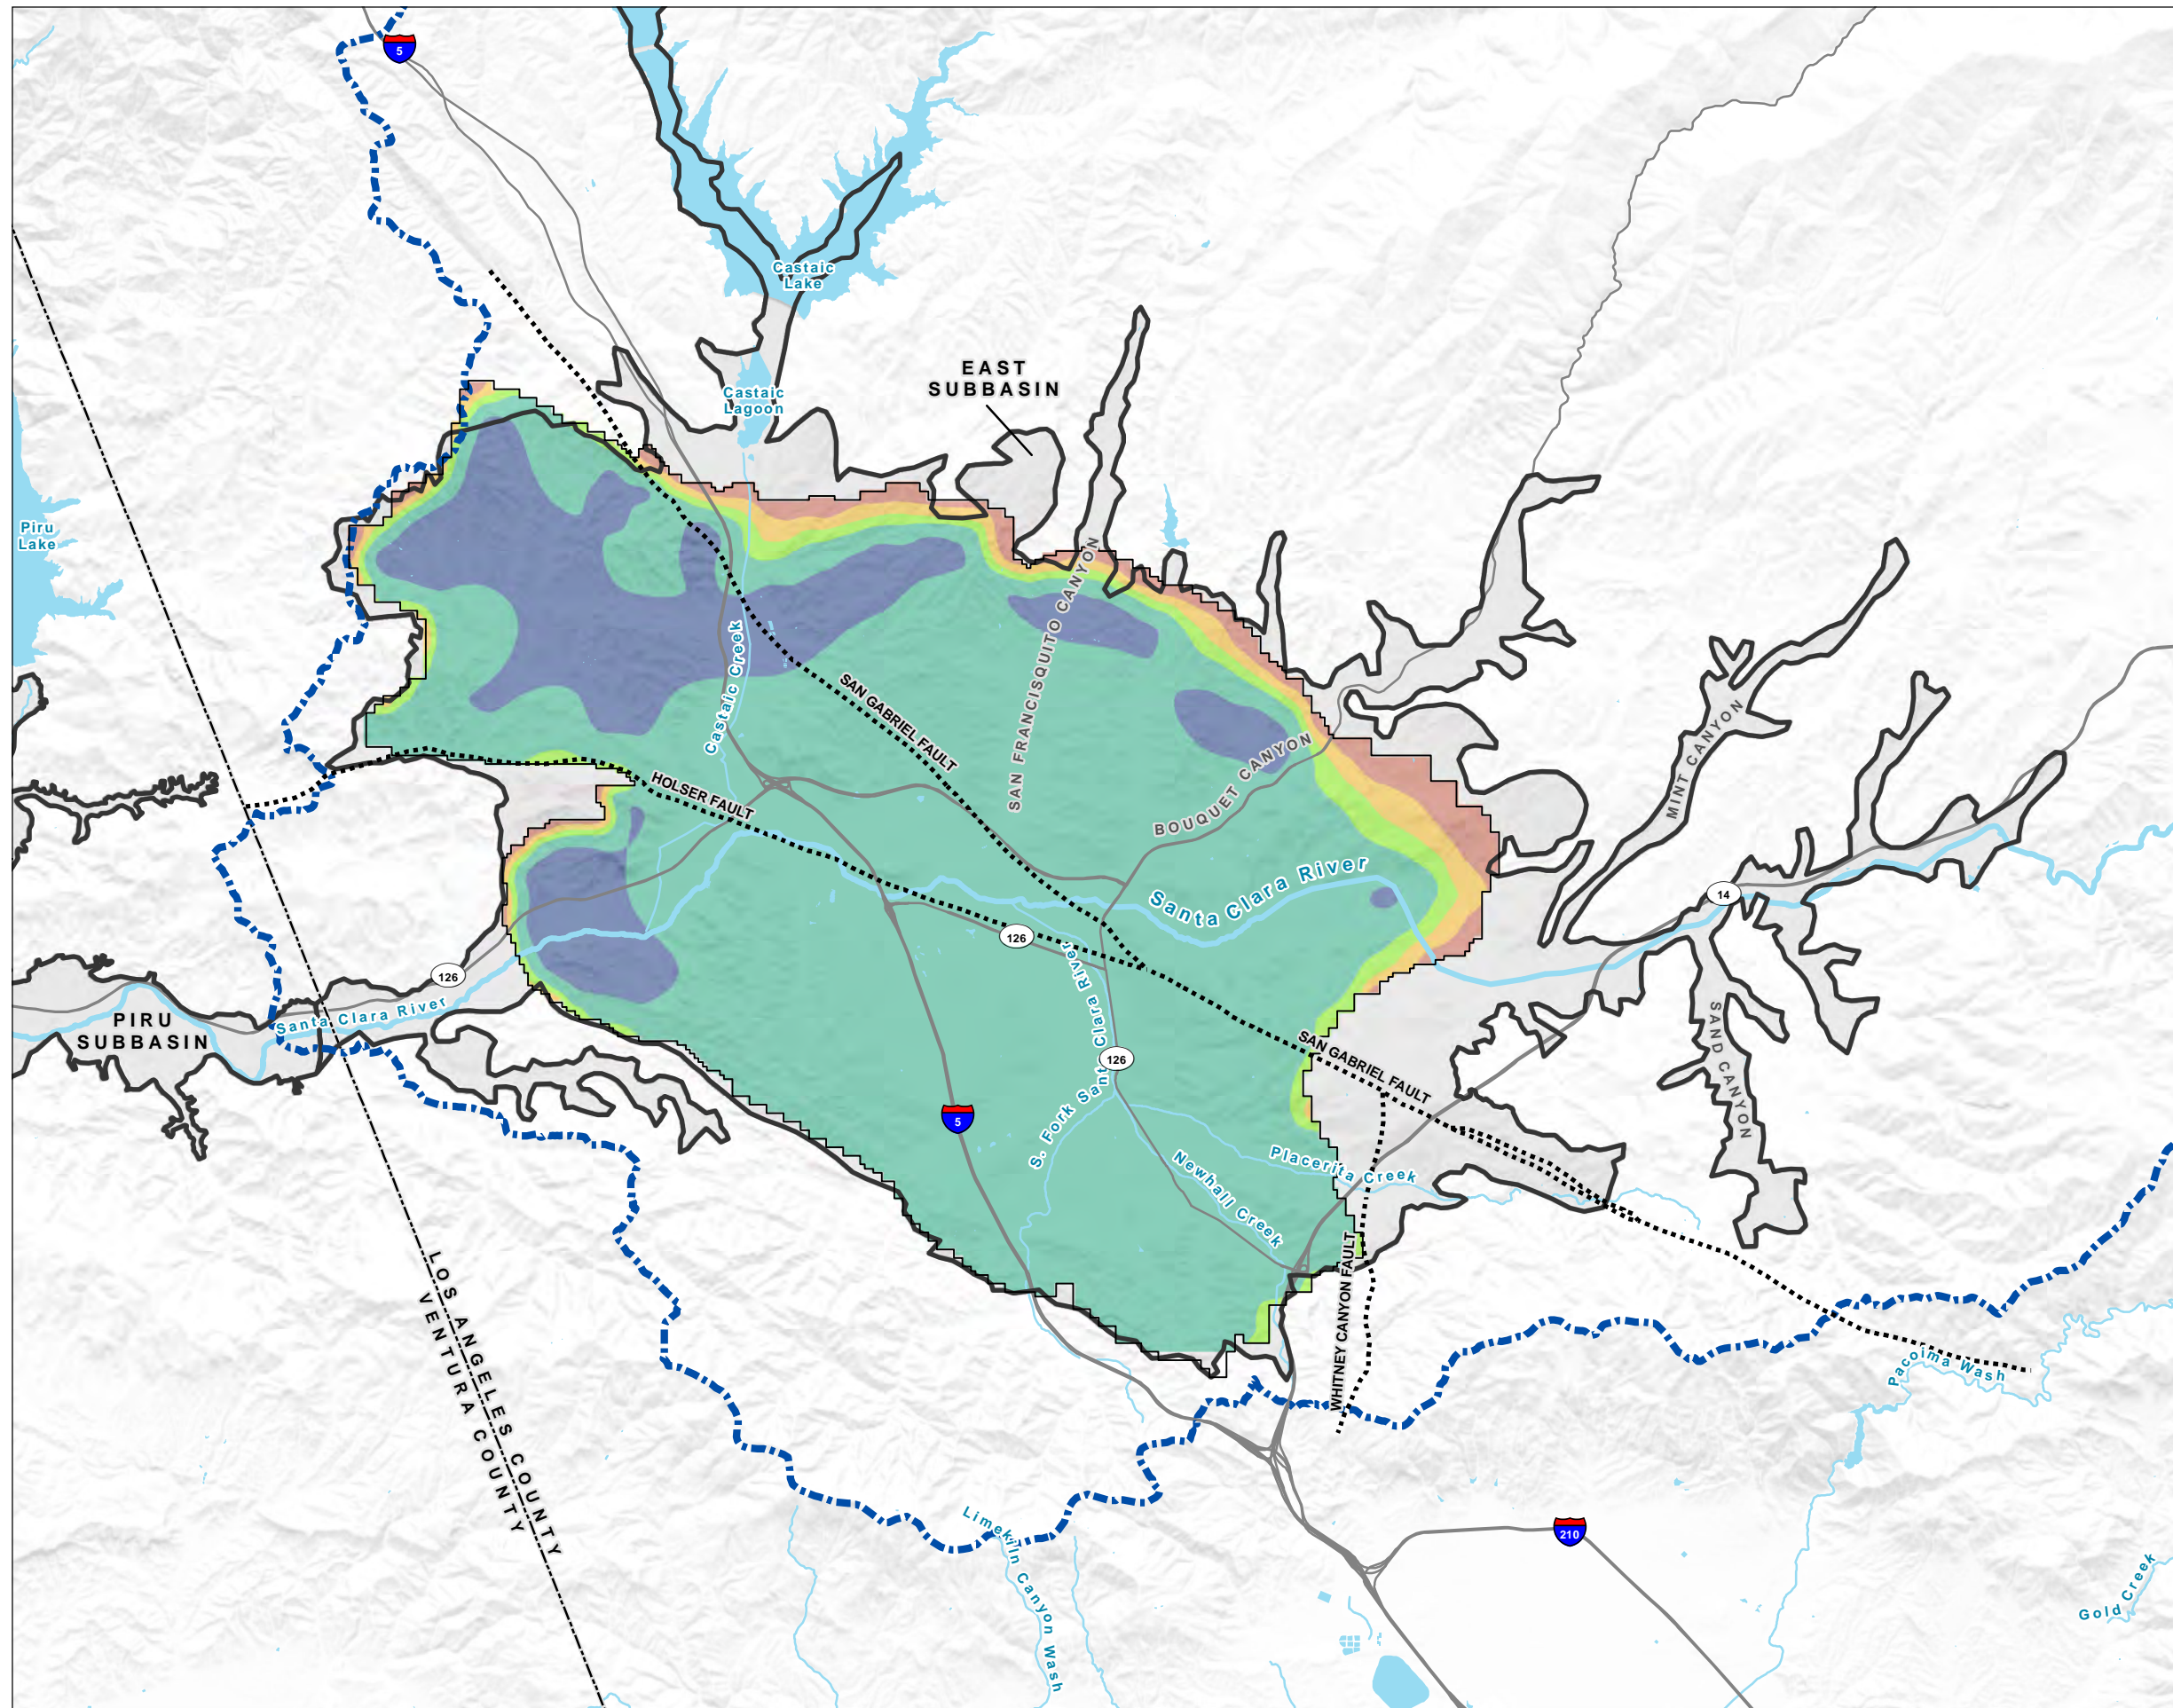 5
Castaic
Lake
EAST
SUBBASIN
Castaic
Lagoon
Piru
Lake
SAN FRANCISQUITO CANYON
Castaic Creek
SAN GABRIEL FAULT
HOLSER FAULT
BOUQUET CANYON
MINT CANYON
Santa Clara River
14
126
126
S. Fork Santa Clara River
126
Santa Clara River
PIRU
SUBBASIN
SAND CANYON
SAN GABRIEL FAULT
5
Placerita Creek
Newhall Creek
WHITNEY CANYON FAULT
LOS ANGELES COUNTY
VENTURA COUNTY
Pacoima Wash
Limekiln Canyon Wash
210
Gold Creek